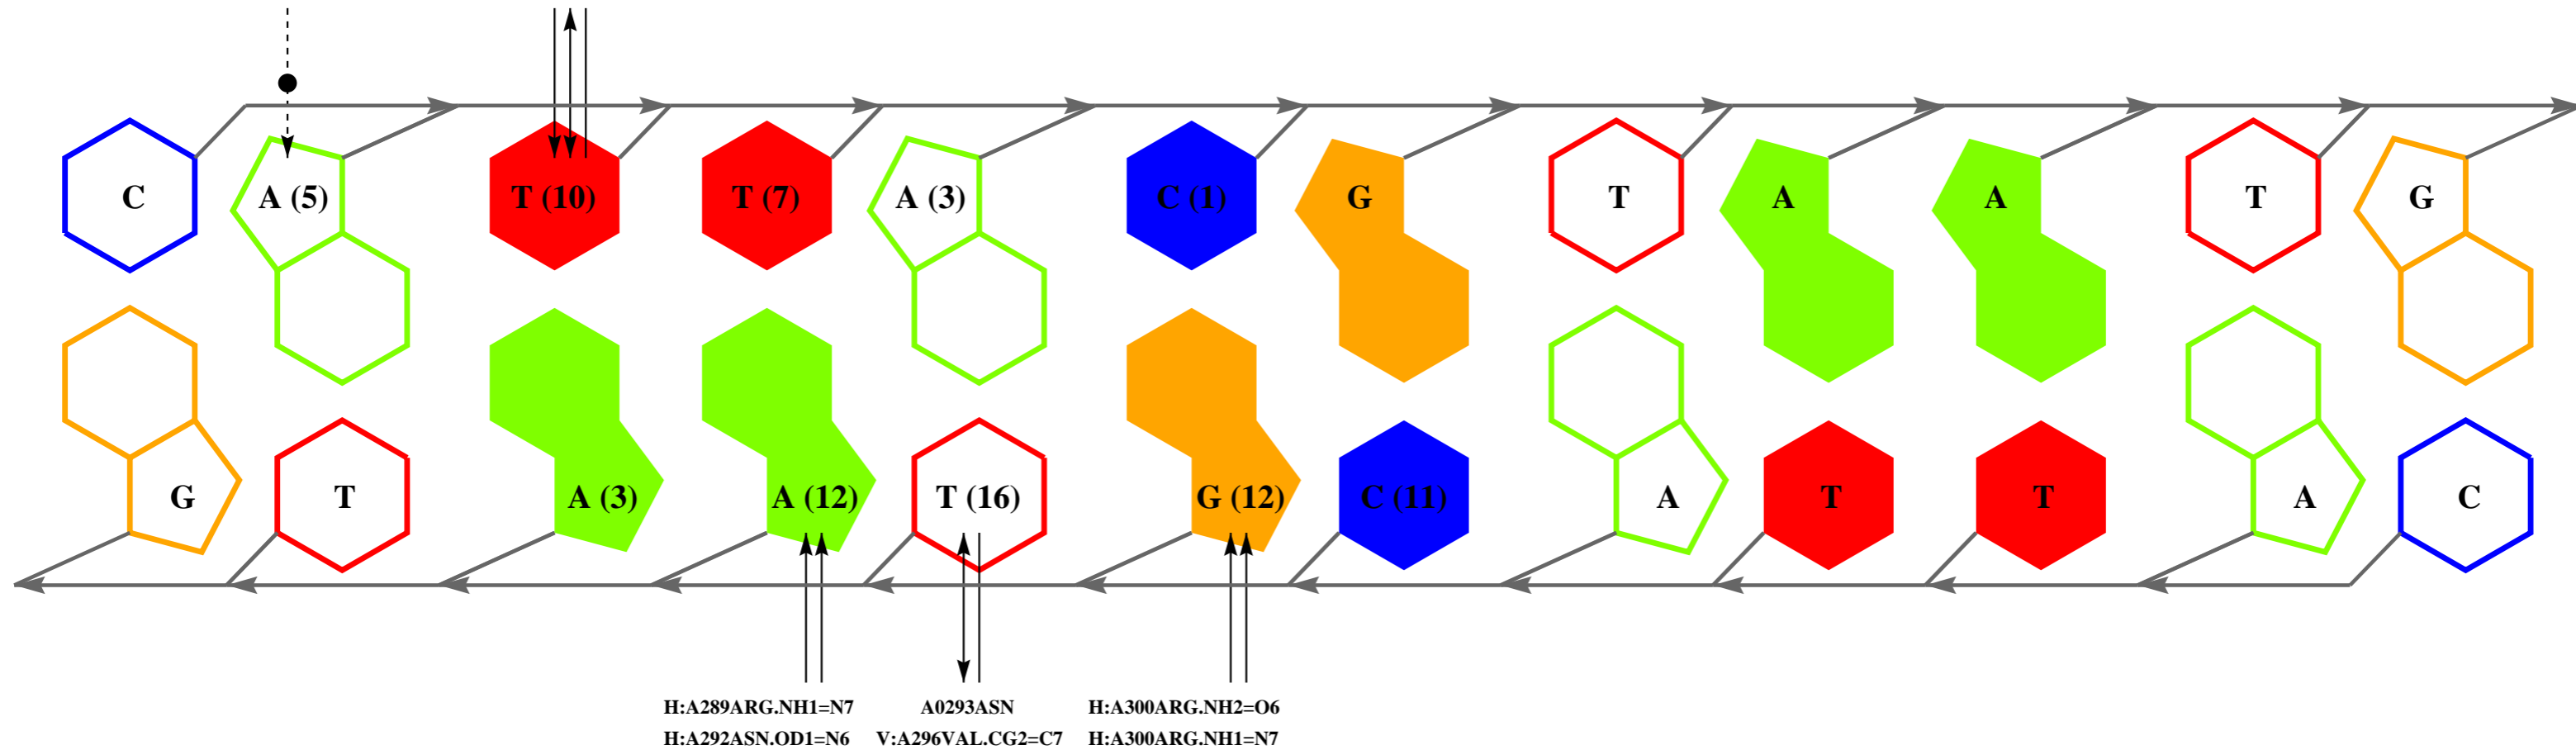 C A (5) T (10) T (7) A (3) C (1) G T A A T G
G T A (3) A (12) T (16) G (12) C (11) A T T A C
H:A289ARG.NH1=N7 A0293ASN H:A300ARG.NH2=O6
H:A292ASN.OD1=N6 V:A296VAL.CG2=C7 H:A300ARG.NH1=N7